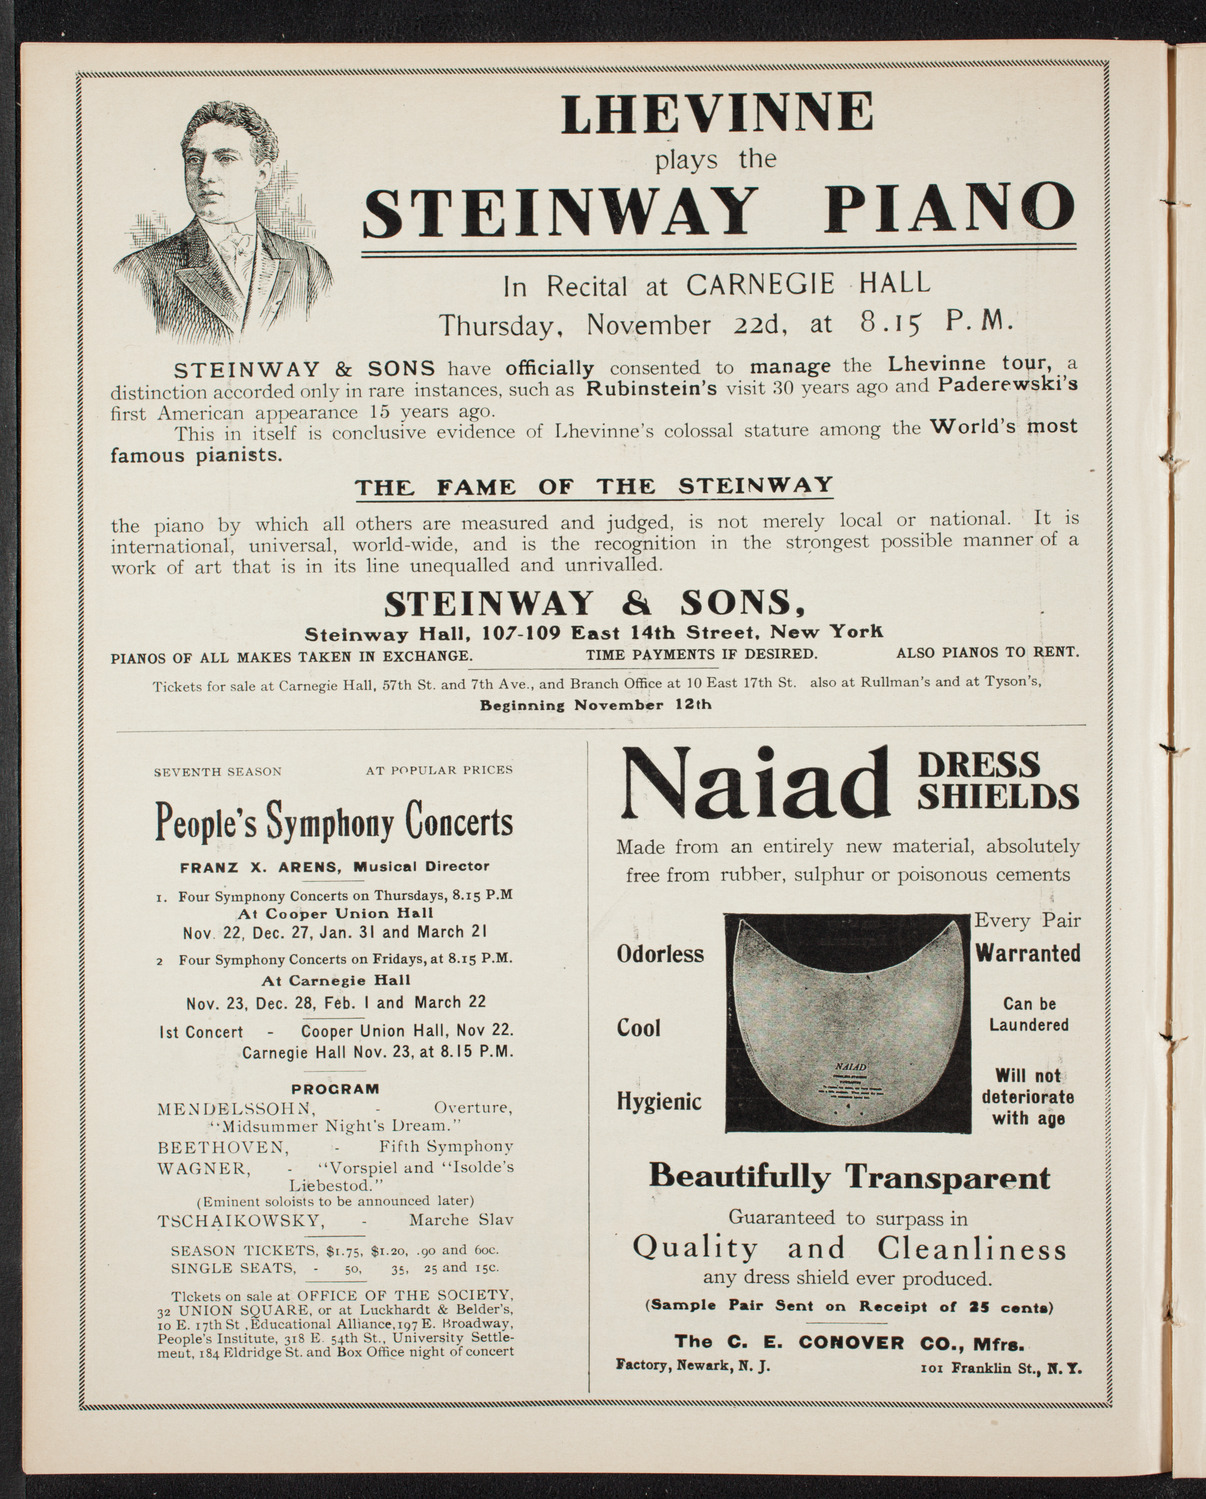 LHEVINNE
plays the
STEINWAY PIANO
In Recital at CARNEGIE HALL
Thursday, November 22d, at 8.15 P.M.
STEINWAY & SONS have officially consented to manage the Lhevinne tour, a
distinction accorded only in rare instances, such as Rubinstein's visit 30 years ago and Paderewski's
first American appearance 15 years ago.
This in itself is conclusive evidence of Lhevinne's colossal stature among the World's most
famous pianists.
THE FAME OF THE STEINWAY
the piano by which all others are measured and judged, is not merely local or national. It is
international, universal, world-wide, and is the recognition in the strongest possible manner of a
work of art that is in its line unequalled and unrivalled.
STEINWAY & SONS,
Steinway Hall, 107-109 East 14th Street, New York
PIANOS OF ALL MAKES TAKEN IN EXCHANGE. TIME PAYMENTS IF DESIRED. ALSO PIANOS TO RENT.
Tickets for sale at Carnegie Hall, 57th St. and 7th Ave., and Branch Office at 10 East 17th St. also at Rullman's and at Tyson's,
Beginning November 12th
SEVENTH SEASON AT POPULAR PRICES
People's Symphony Concerts
FRANZ X. ARENS, Musical Director
1. Four Symphony Concerts on Thursdays, 8.15 P.M
At Cooper Union Hall
Nov. 22, Dec. 27, Jan. 31 and March 21
2 Four Symphony Concerts on Fridays, at 8.15 P.M.
At Carnegie Hall
Nov. 23, Dec. 28, Feb. 1 and March 22
1st Concert - Cooper Union Hall, Nov 22.
Carnegie Hall Nov. 23, at 8.15 P.M.
PROGRAM
MENDELSSOHN, - Overture,
"Midsummer Night's Dream."
BEETHOVEN, - Fifth Symphony
WAGNER, - "Vorspiel and "Isolde's
Liebestod."
(Eminent soloists to be announced later)
TSCHAIKOWSKY, - Marche Slav
SEASON TICKETS, $1.75, $1.20, .90 and 60c.
SINGLE SEATS, - 50, 35, 25 and 15c.
Tickets on sale at OFFICE OF THE SOCIETY,
32 UNION SQUARE, or at Luckhardt & Belder's,
10 E. 17th St ,Educational Alliance, 197 E. Broadway,
People's Institute, 318 E. 54th St., University Settle-
ment, 184 Eldridge St. and Box Office night of concert
Naiad DRESS
SHIELDS
Made from an entirely new material, absolutely
free from rubber, sulphur or poisonous cements
Odorless
Cool
Hygienic
NAIAD
Every Pair
Warranted
Can be
Laundered
Will not
deteriorate
with age
Beautifully Transparent
Guaranteed to surpass in
Quality and Cleanliness
any dress shield ever produced.
(Sample Pair Sent on Receipt of 25 cents)
The C. E. CONOVER CO., Mfrs.
Factory, Newark, N. J. 101 Franklin St., N. Y.